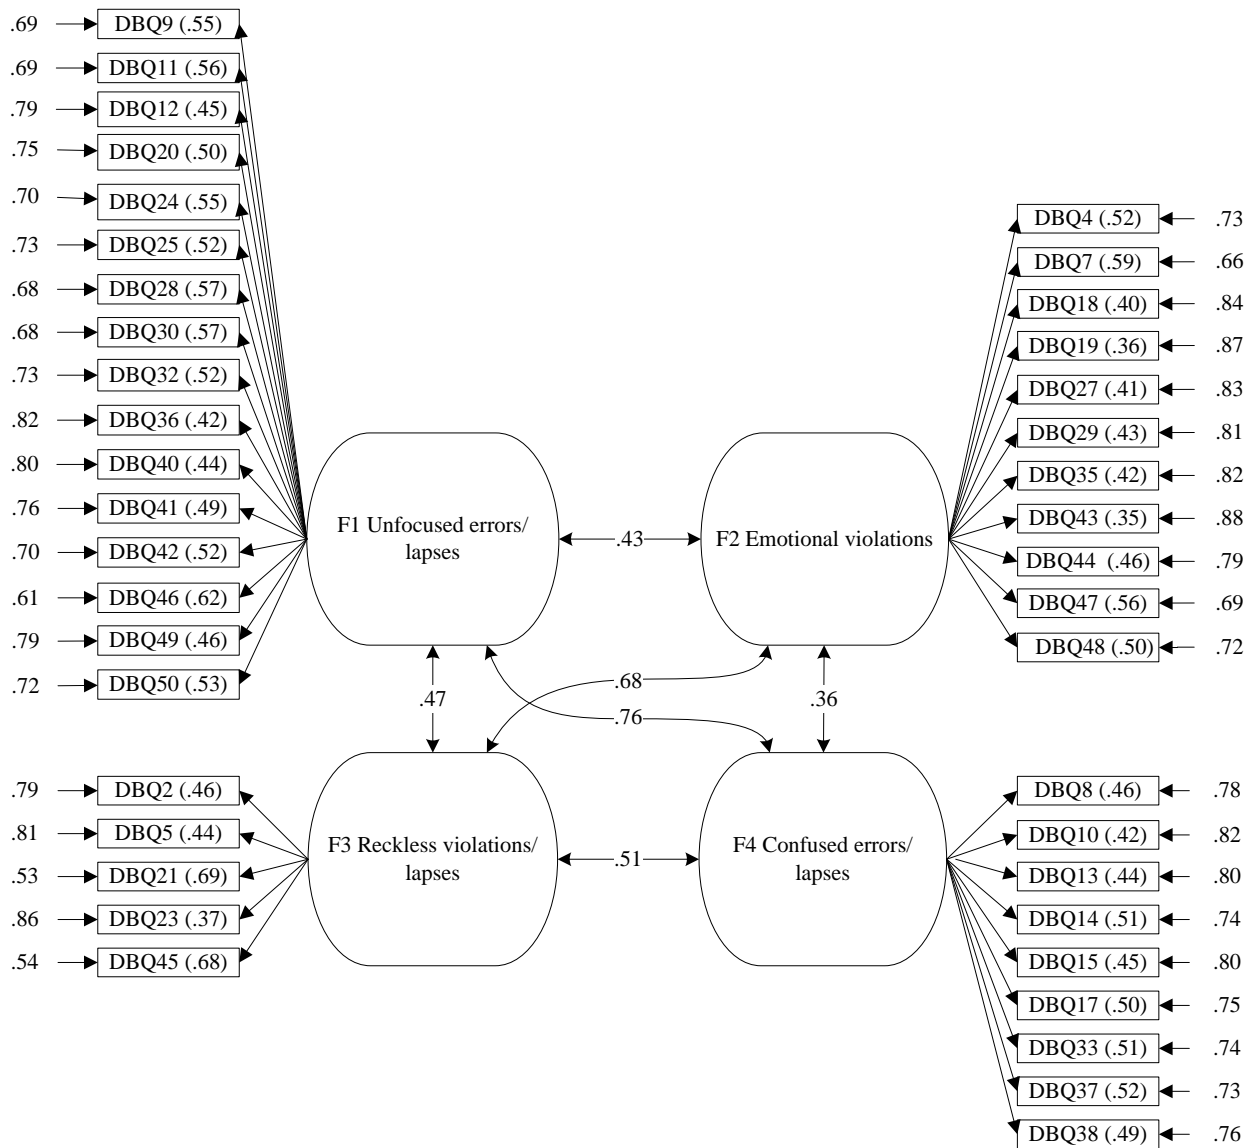 .69 DBQ9 (.55)
.69 DBQ11 (.56)
.79 DBQ12 (.45)
.75 DBQ20 (.50)
.70 DBQ24 (.55)
.73 DBQ25 (.52)
.68 DBQ28 (.57)
.68 DBQ30 (.57)
.73 DBQ32 (.52)
.82 DBQ36 (.42)
.80 DBQ40 (.44)
.76 DBQ41 (.49)
.70 DBQ42 (.52)
.61 DBQ46 (.62)
.79 DBQ49 (.46)
.72 DBQ50 (.53)
DBQ4 (.52) .73
DBQ7 (.59) .66
DBQ18 (.40) .84
DBQ19 (.36) .87
DBQ27 (.41) .83
DBQ29 (.43) .81
DBQ35 (.42) .82
DBQ43 (.35) .88
DBQ44 (.46) .79
DBQ47 (.56) .69
DBQ48 (.50) .72
F1 Unfocused errors/
lapses
.43
F2 Emotional violations
.47
.68
.76
.36
.79 DBQ2 (.46)
.81 DBQ5 (.44)
.53 DBQ21 (.69)
.86 DBQ23 (.37)
.54 DBQ45 (.68)
F3 Reckless violations/
lapses
.51
F4 Confused errors/
lapses
DBQ8 (.46) .78
DBQ10 (.42) .82
DBQ13 (.44) .80
DBQ14 (.51) .74
DBQ15 (.45) .80
DBQ17 (.50) .75
DBQ33 (.51) .74
DBQ37 (.52) .73
DBQ38 (.49) .76